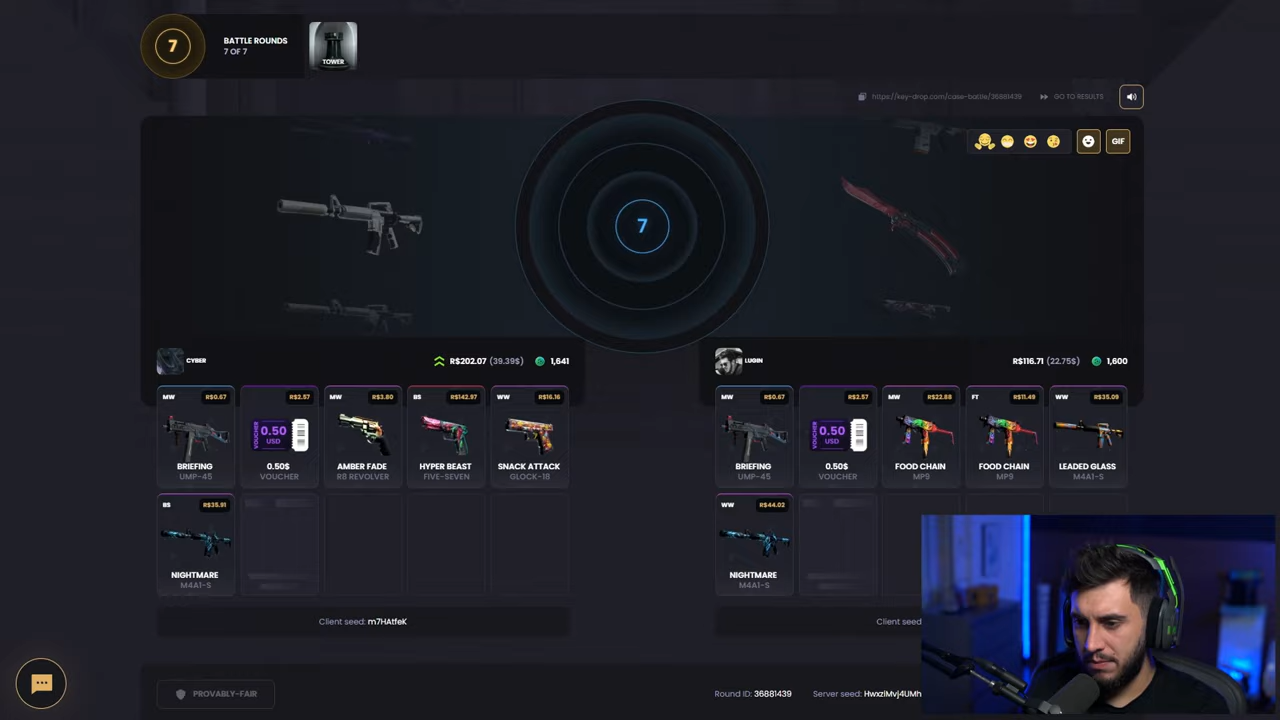 7
BATTLE ROUNDS
7 OF 7
TOWER
https://key-drop.com/case-battle/36881439
GO TO RESULTS
GIF
7
CYBER
R$202.07 (39.39$)
1,641
LUGIN
R$116.71 (22.75$)
1,600
MW R$0.67
BRIEFING
UMP-45
R$2.57
VOUCHER 0.50 USD
0.50$
VOUCHER
MW R$3.80
AMBER FADE
R8 REVOLVER
BS R$142.97
HYPER BEAST
FIVE-SEVEN
WW R$16.16
SNACK ATTACK
GLOCK-18
BS R$35.91
NIGHTMARE
M4A1-S
MW R$0.67
BRIEFING
UMP-45
R$2.57
VOUCHER 0.50 USD
0.50$
VOUCHER
MW R$22.88
FOOD CHAIN
MP9
FT R$11.49
FOOD CHAIN
MP9
WW R$35.09
LEADED GLASS
M4A1-S
WW R$44.02
NIGHTMARE
M4A1-S
Client seed: m7HAtfeK
Client seed
PROVABLY-FAIR
Round ID: 36881439
Server seed: HwxziMvj4UMh